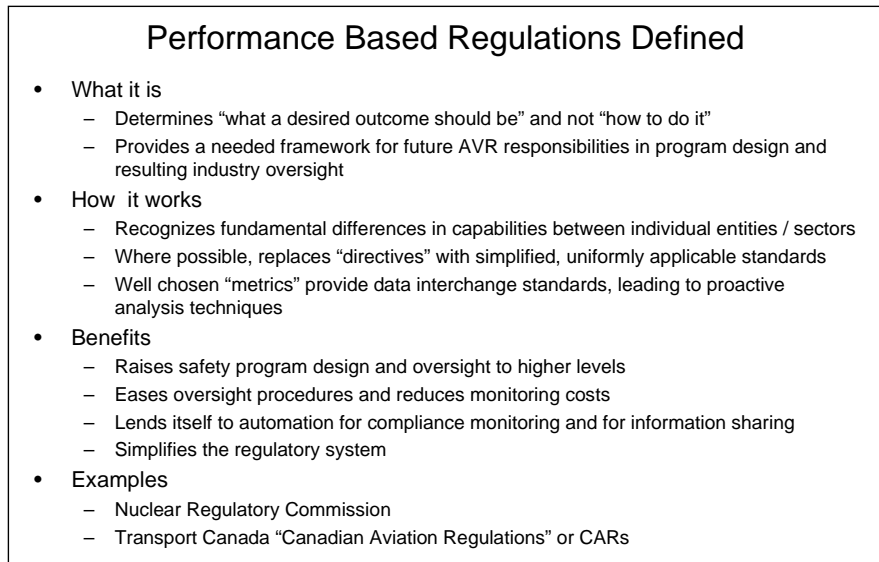 Performance Based Regulations Defined
• What it is
– Determines “what a desired outcome should be” and not “how to do it”
– Provides a needed framework for future AVR responsibilities in program design and
resulting industry oversight
• How it works
– Recognizes fundamental differences in capabilities between individual entities / sectors
– Where possible, replaces “directives” with simplified, uniformly applicable standards
– Well chosen “metrics” provide data interchange standards, leading to proactive
analysis techniques
• Benefits
– Raises safety program design and oversight to higher levels
– Eases oversight procedures and reduces monitoring costs
– Lends itself to automation for compliance monitoring and for information sharing
– Simplifies the regulatory system
• Examples
– Nuclear Regulatory Commission
– Transport Canada “Canadian Aviation Regulations” or CARs